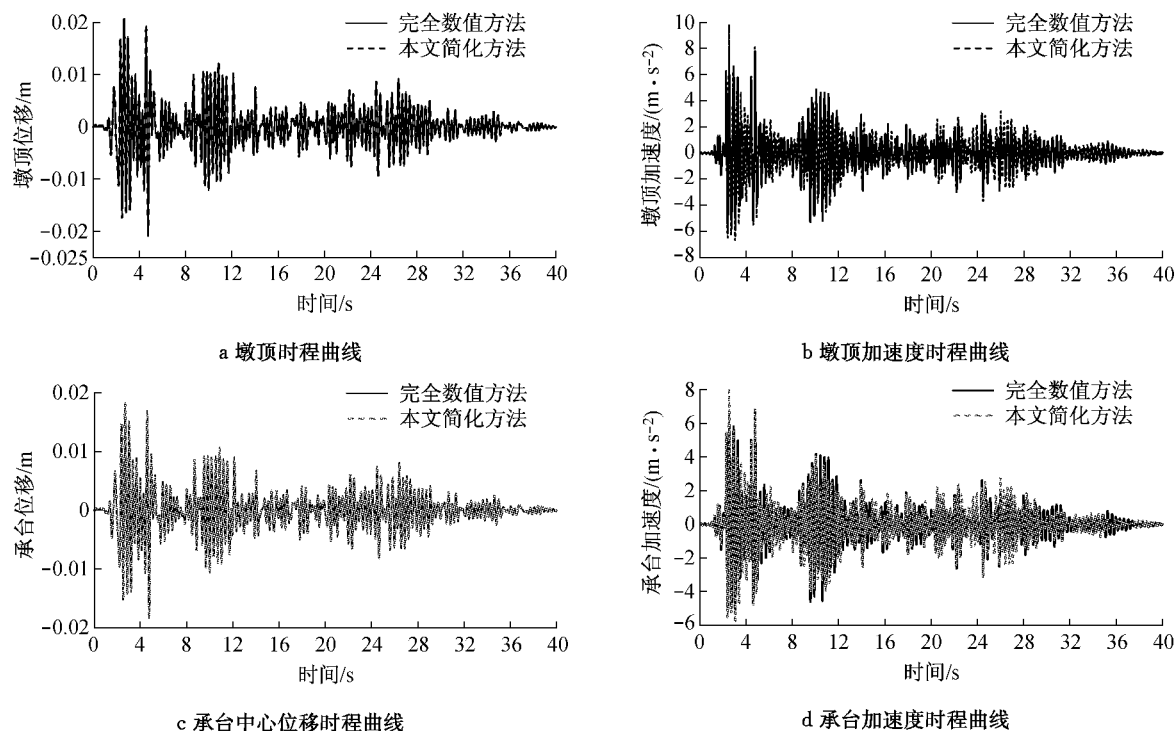 墩顶位移/m
0.02
0.01
0
-0.01
-0.02
-0.025
完全数值方法
本文简化方法
0 4 8 12 16 20 24 28 32 36 40
时间/s
a 墩顶时程曲线
墩顶加速度/(m·s⁻²)
10
8
6
4
2
0
-2
-4
-6
-8
完全数值方法
本文简化方法
0 4 8 12 16 20 24 28 32 36 40
时间/s
b 墩顶加速度时程曲线
承台位移/m
0.02
0.01
0
-0.01
-0.02
完全数值方法
本文简化方法
0 4 8 12 16 20 24 28 32 36 40
时间/s
c 承台中心位移时程曲线
承台加速度/(m·s⁻²)
8
6
4
2
0
-2
-4
-6
完全数值方法
本文简化方法
0 4 8 12 16 20 24 28 32 36 40
时间/s
d 承台加速度时程曲线